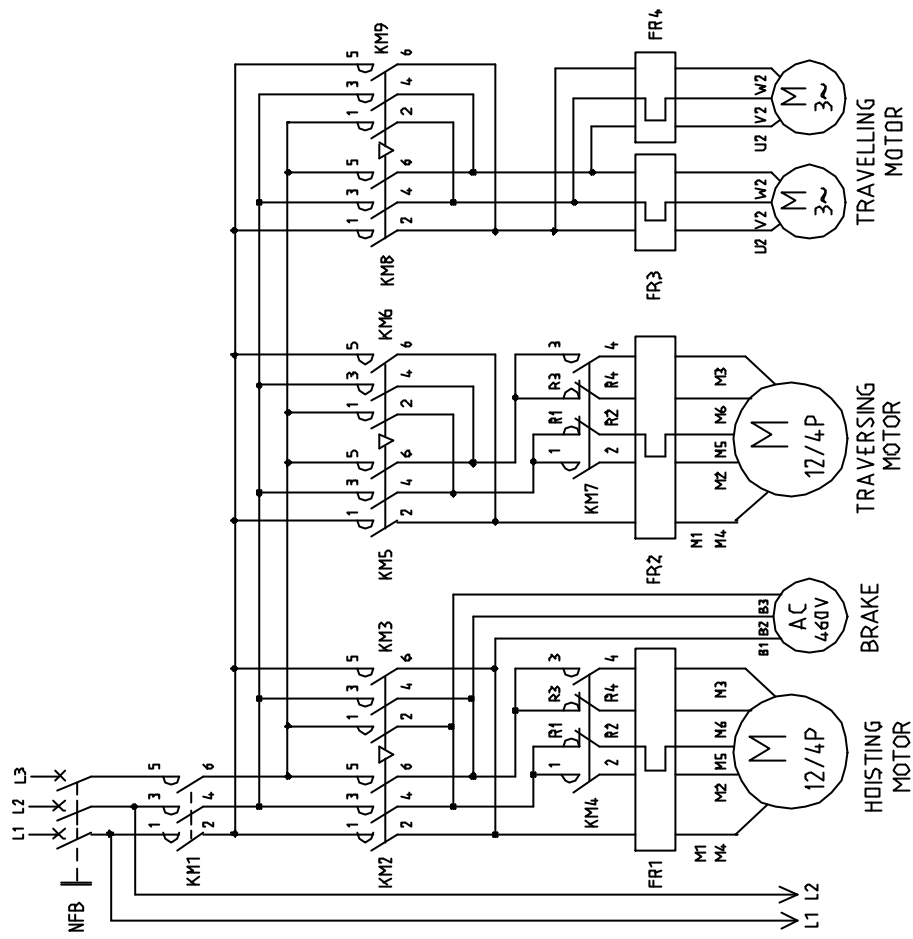 L1 L2 L3
NFB
1 3 5
KM1
2 4 6
1 3 5 1 3 5
KM2
2 4 6 2 4 6
KM3
1 3 5 1 3 5
KM5
2 4 6 2 4 6
KM6
1 3 5 1 3 5
KM8
2 4 6 2 4 6
KM9
1 R1 R3 3
KM4
2 R2 R4 4
1 R1 R3 3
KM7
2 R2 R4 4
FR1
FR2
FR3
FR4
M1
M4
M2 M5 N6 N3
B1 B2 B3
N1
M4
M2 N5 M6 M3
U2 V2 W2
U2 V2 W2
L1 L2
M
12/4P
HOISTING
MOTOR
AC
460V
BRAKE
M
12/4P
TRAVERSING
MOTOR
M
3~
M
3~
TRAVELLING
MOTOR